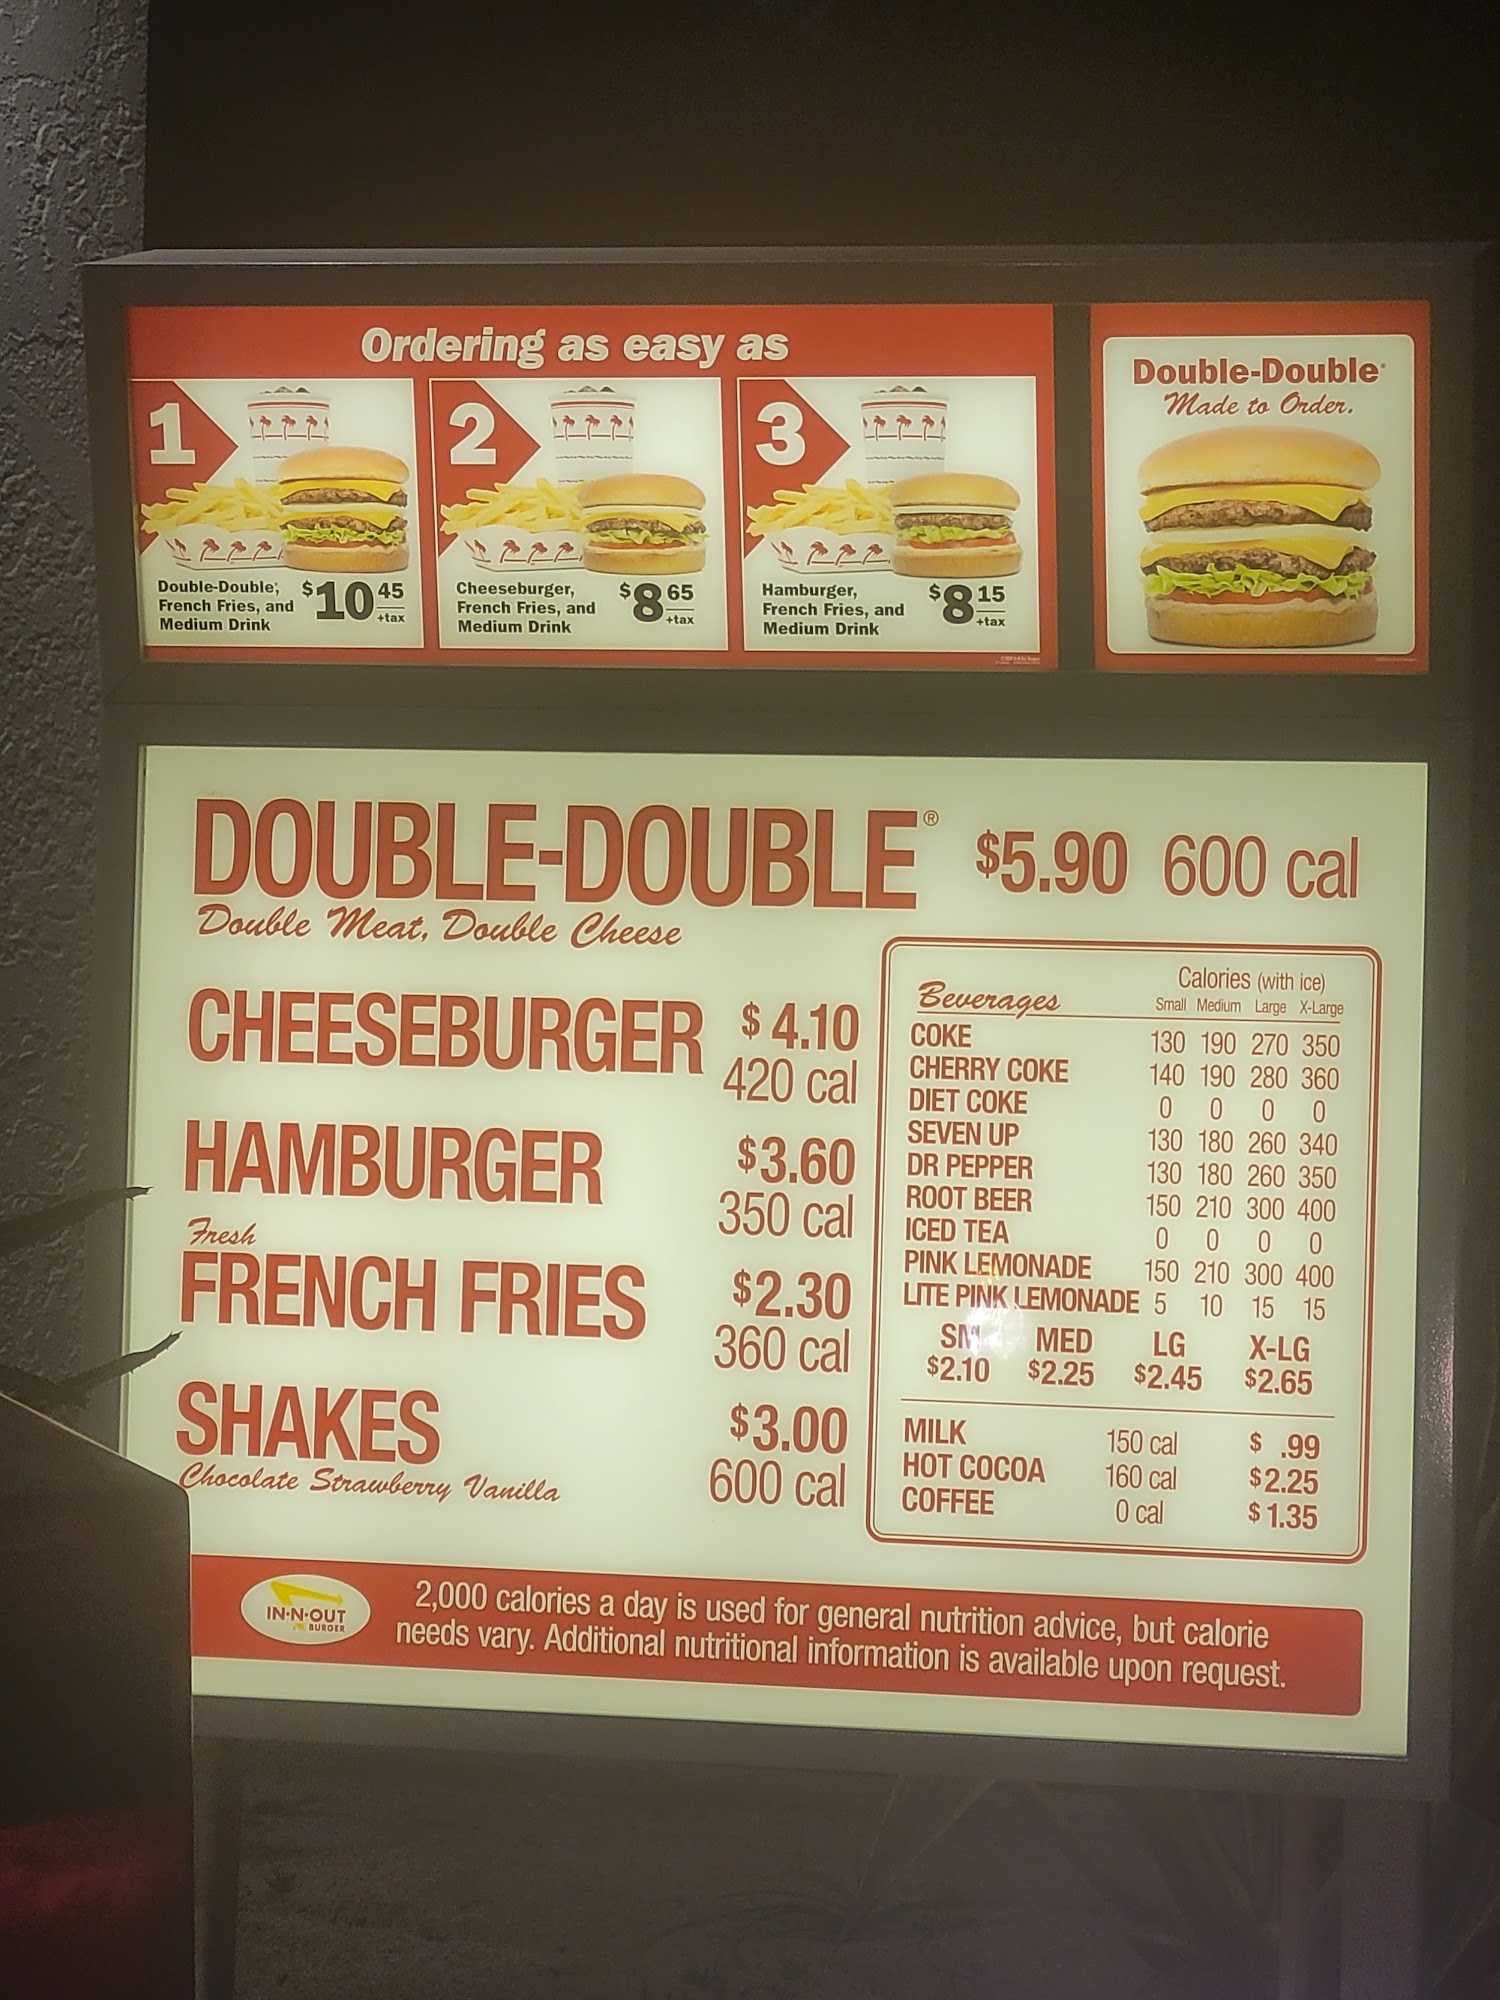 Ordering as easy as
1
Double-Double®,
French Fries, and
Medium Drink
$10 45
+tax
2
Cheeseburger,
French Fries, and
Medium Drink
$8 65
+tax
3
Hamburger,
French Fries, and
Medium Drink
$8 15
+tax
Double-Double®
Made to Order.
DOUBLE-DOUBLE® $5.90 600 cal
Double Meat, Double Cheese
CHEESEBURGER $4.10
420 cal
HAMBURGER $3.60
350 cal
Fresh
FRENCH FRIES $2.30
360 cal
SHAKES $3.00
Chocolate Strawberry Vanilla 600 cal
Calories (with ice)
Beverages Small Medium Large X-Large
COKE 130 190 270 350
CHERRY COKE 140 190 280 360
DIET COKE 0 0 0 0
SEVEN UP 130 180 260 340
DR PEPPER 130 180 260 350
ROOT BEER 150 210 300 400
ICED TEA 0 0 0 0
PINK LEMONADE 150 210 300 400
LITE PINK LEMONADE 5 10 15 15
SM MED LG X-LG
$2.10 $2.25 $2.45 $2.65
MILK 150 cal $ .99
HOT COCOA 160 cal $2.25
COFFEE 0 cal $1.35
IN-N-OUT
BURGER
2,000 calories a day is used for general nutrition advice, but calorie
needs vary. Additional nutritional information is available upon request.